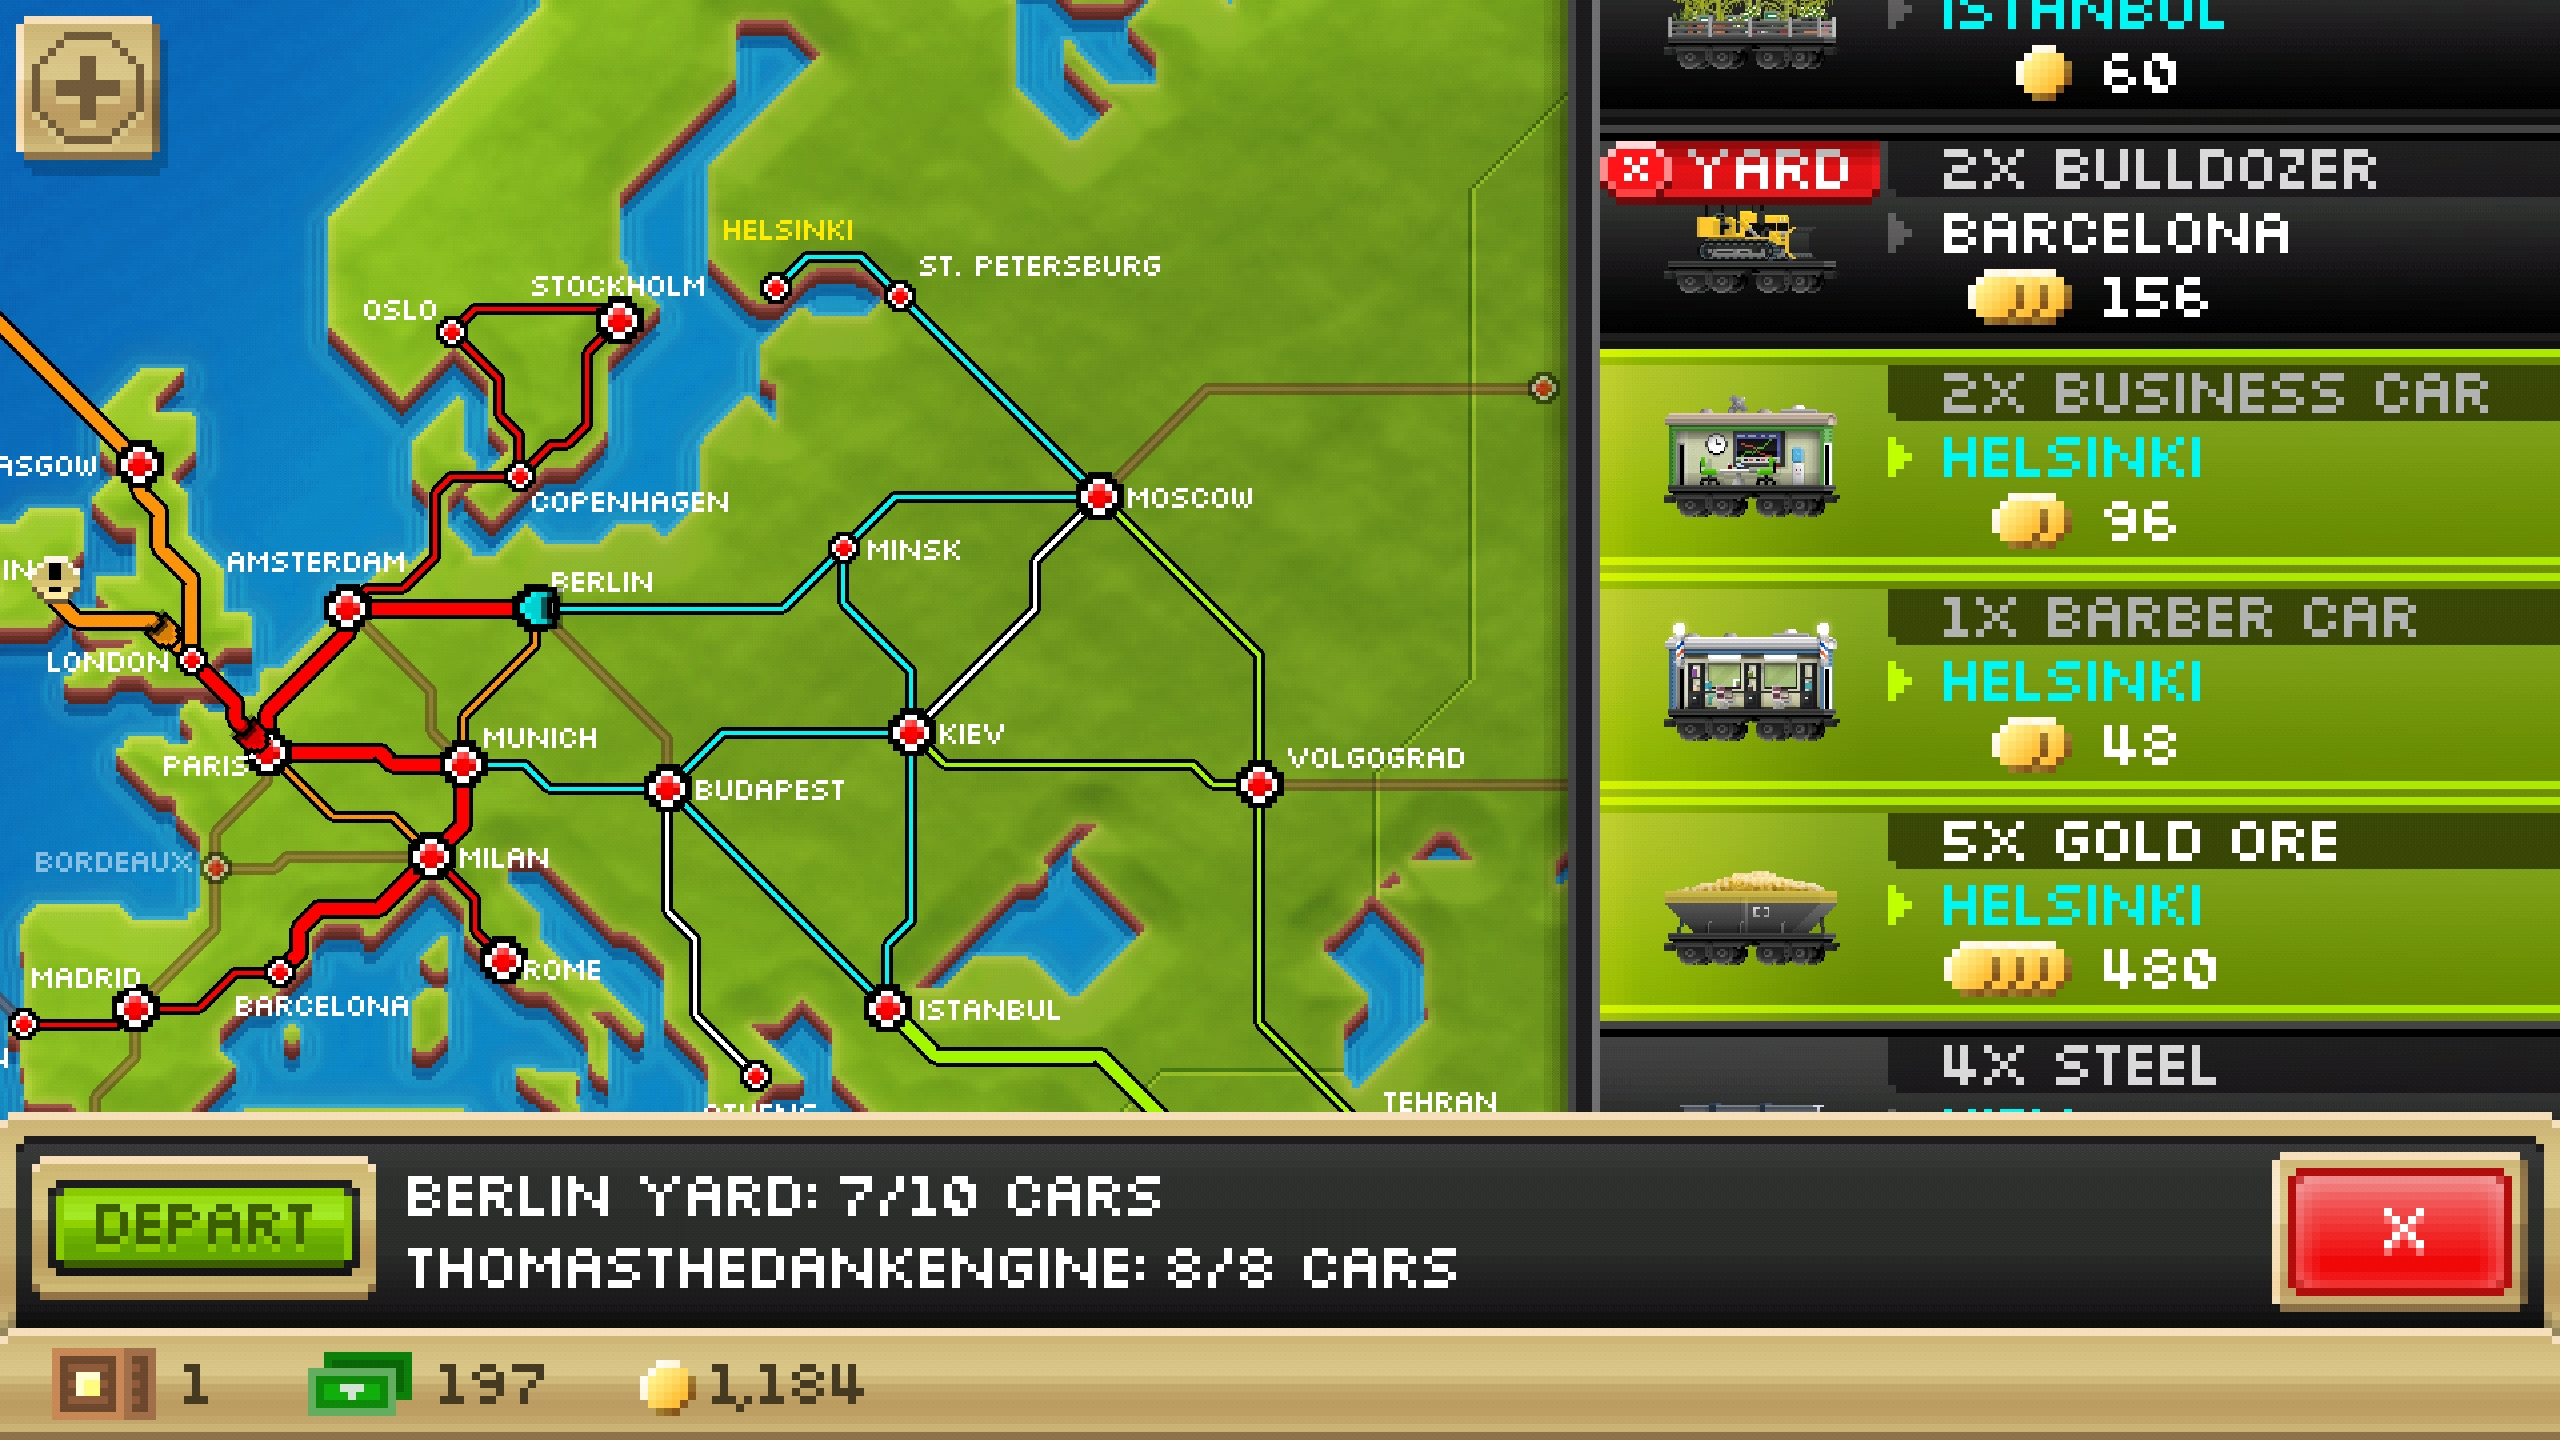 HELSINKI
ST. PETERSBURG
STOCKHOLM
OSLO
ASGOW
COPENHAGEN
MOSCOW
MINSK
AMSTERDAM
BERLIN
LONDON
MUNICH
KIEV
VOLGOGRAD
PARIS
BUDAPEST
BORDEAUX
MILAN
MADRID
ROME
BARCELONA
ISTANBUL
ATHENS
TEHRAN
ISTANBUL
60
X YARD
2X BULLDOZER
BARCELONA
156
2X BUSINESS CAR
HELSINKI
96
1X BARBER CAR
HELSINKI
48
5X GOLD ORE
HELSINKI
480
4X STEEL
DEPART
BERLIN YARD: 7/10 CARS
THOMASTHEDANKENGINE: 8/8 CARS
X
1
197
1,184